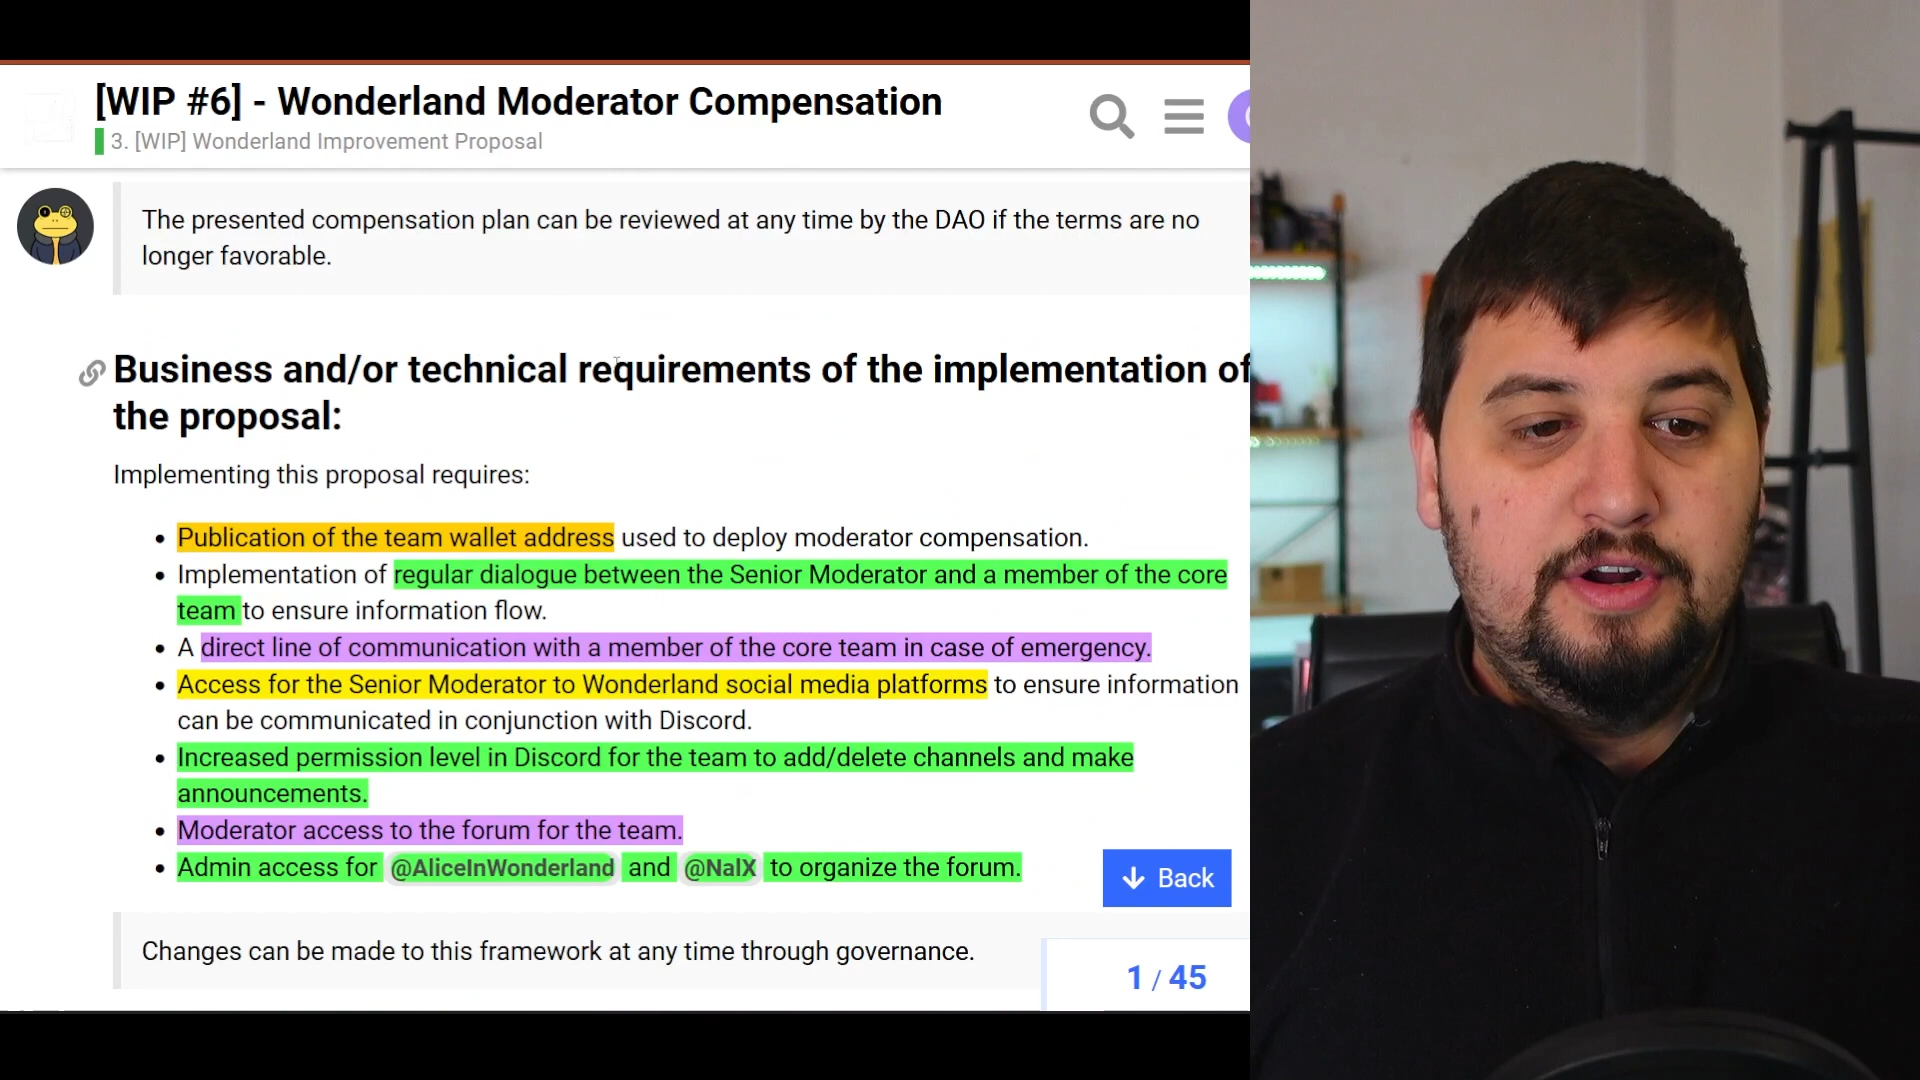 [WIP #6] - Wonderland Moderator Compensation
3. [WIP] Wonderland Improvement Proposal
The presented compensation plan can be reviewed at any time by the DAO if the terms are no
longer favorable.
Business and/or technical requirements of the implementation of
the proposal:
Implementing this proposal requires:
Publication of the team wallet address used to deploy moderator compensation.
Implementation of regular dialogue between the Senior Moderator and a member of the core
team to ensure information flow.
A direct line of communication with a member of the core team in case of emergency.
Access for the Senior Moderator to Wonderland social media platforms to ensure information
can be communicated in conjunction with Discord.
Increased permission level in Discord for the team to add/delete channels and make
announcements.
Moderator access to the forum for the team.
Admin access for @AliceInWonderland and @NalX to organize the forum.
Back
Changes can be made to this framework at any time through governance.
1 / 45